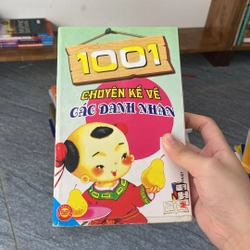 1001
CHUYỆN KỂ VỀ
CÁC DANH NHÂN